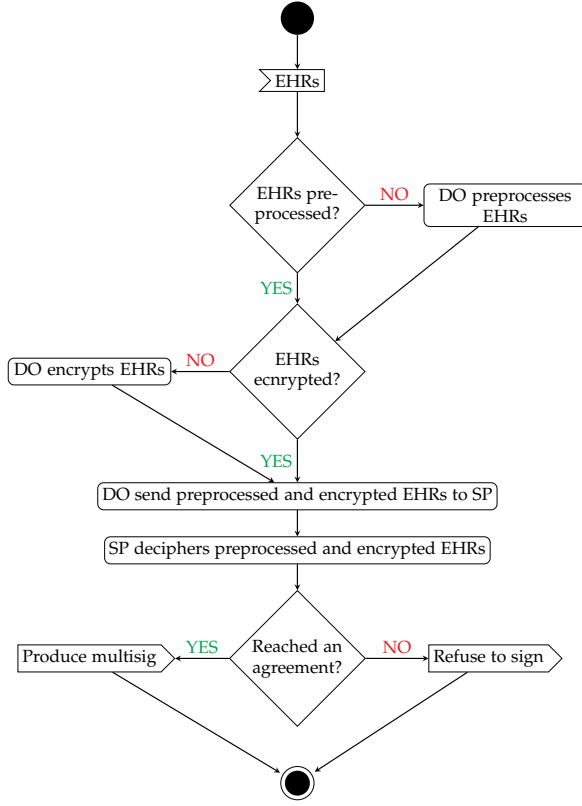 EHRs
EHRs pre-
processed?
NO
DO preprocesses
EHRs
YES
EHRs
ecnrypted?
NO
DO encrypts EHRs
YES
DO send preprocessed and encrypted EHRs to SP
SP deciphers preprocessed and encrypted EHRs
Reached an
agreement?
YES
Produce multisig
NO
Refuse to sign